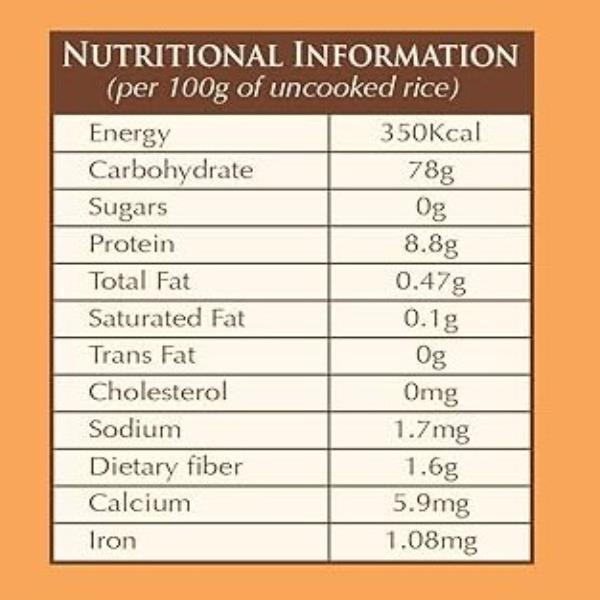 NUTRITIONAL INFORMATION
(per 100g of uncooked rice)
Energy 350Kcal
Carbohydrate 78g
Sugars 0g
Protein 8.8g
Total Fat 0.47g
Saturated Fat 0.1g
Trans Fat 0g
Cholesterol 0mg
Sodium 1.7mg
Dietary fiber 1.6g
Calcium 5.9mg
Iron 1.08mg